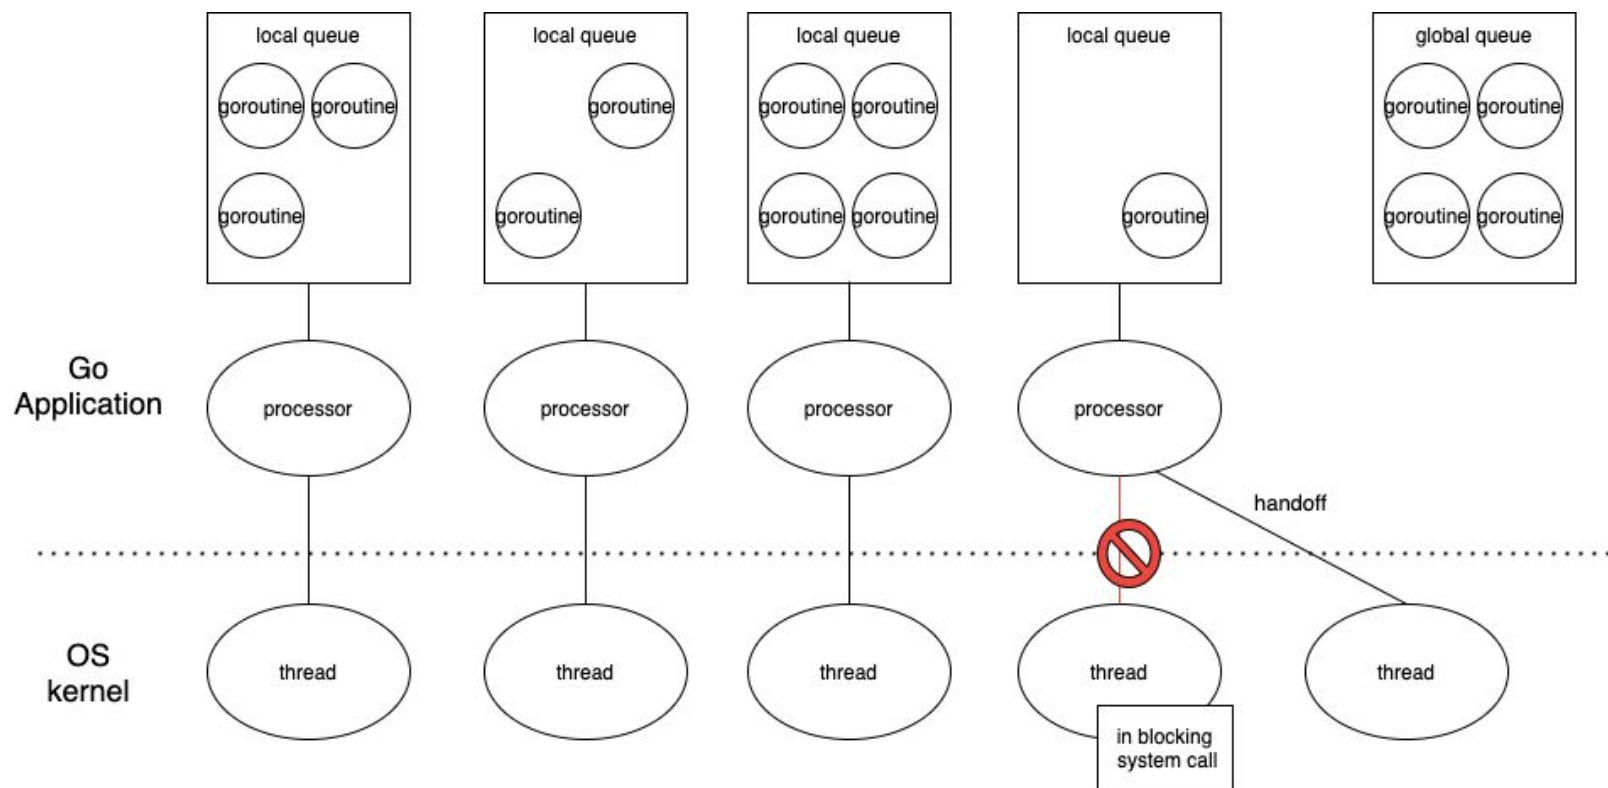 local queue
local queue
local queue
local queue
global queue
goroutine goroutine
goroutine
goroutine goroutine
goroutine goroutine
goroutine
goroutine
goroutine goroutine
goroutine
goroutine goroutine
Go
Application
processor
processor
processor
processor
handoff
OS
kernel
thread
thread
thread
thread
thread
in blocking
system call